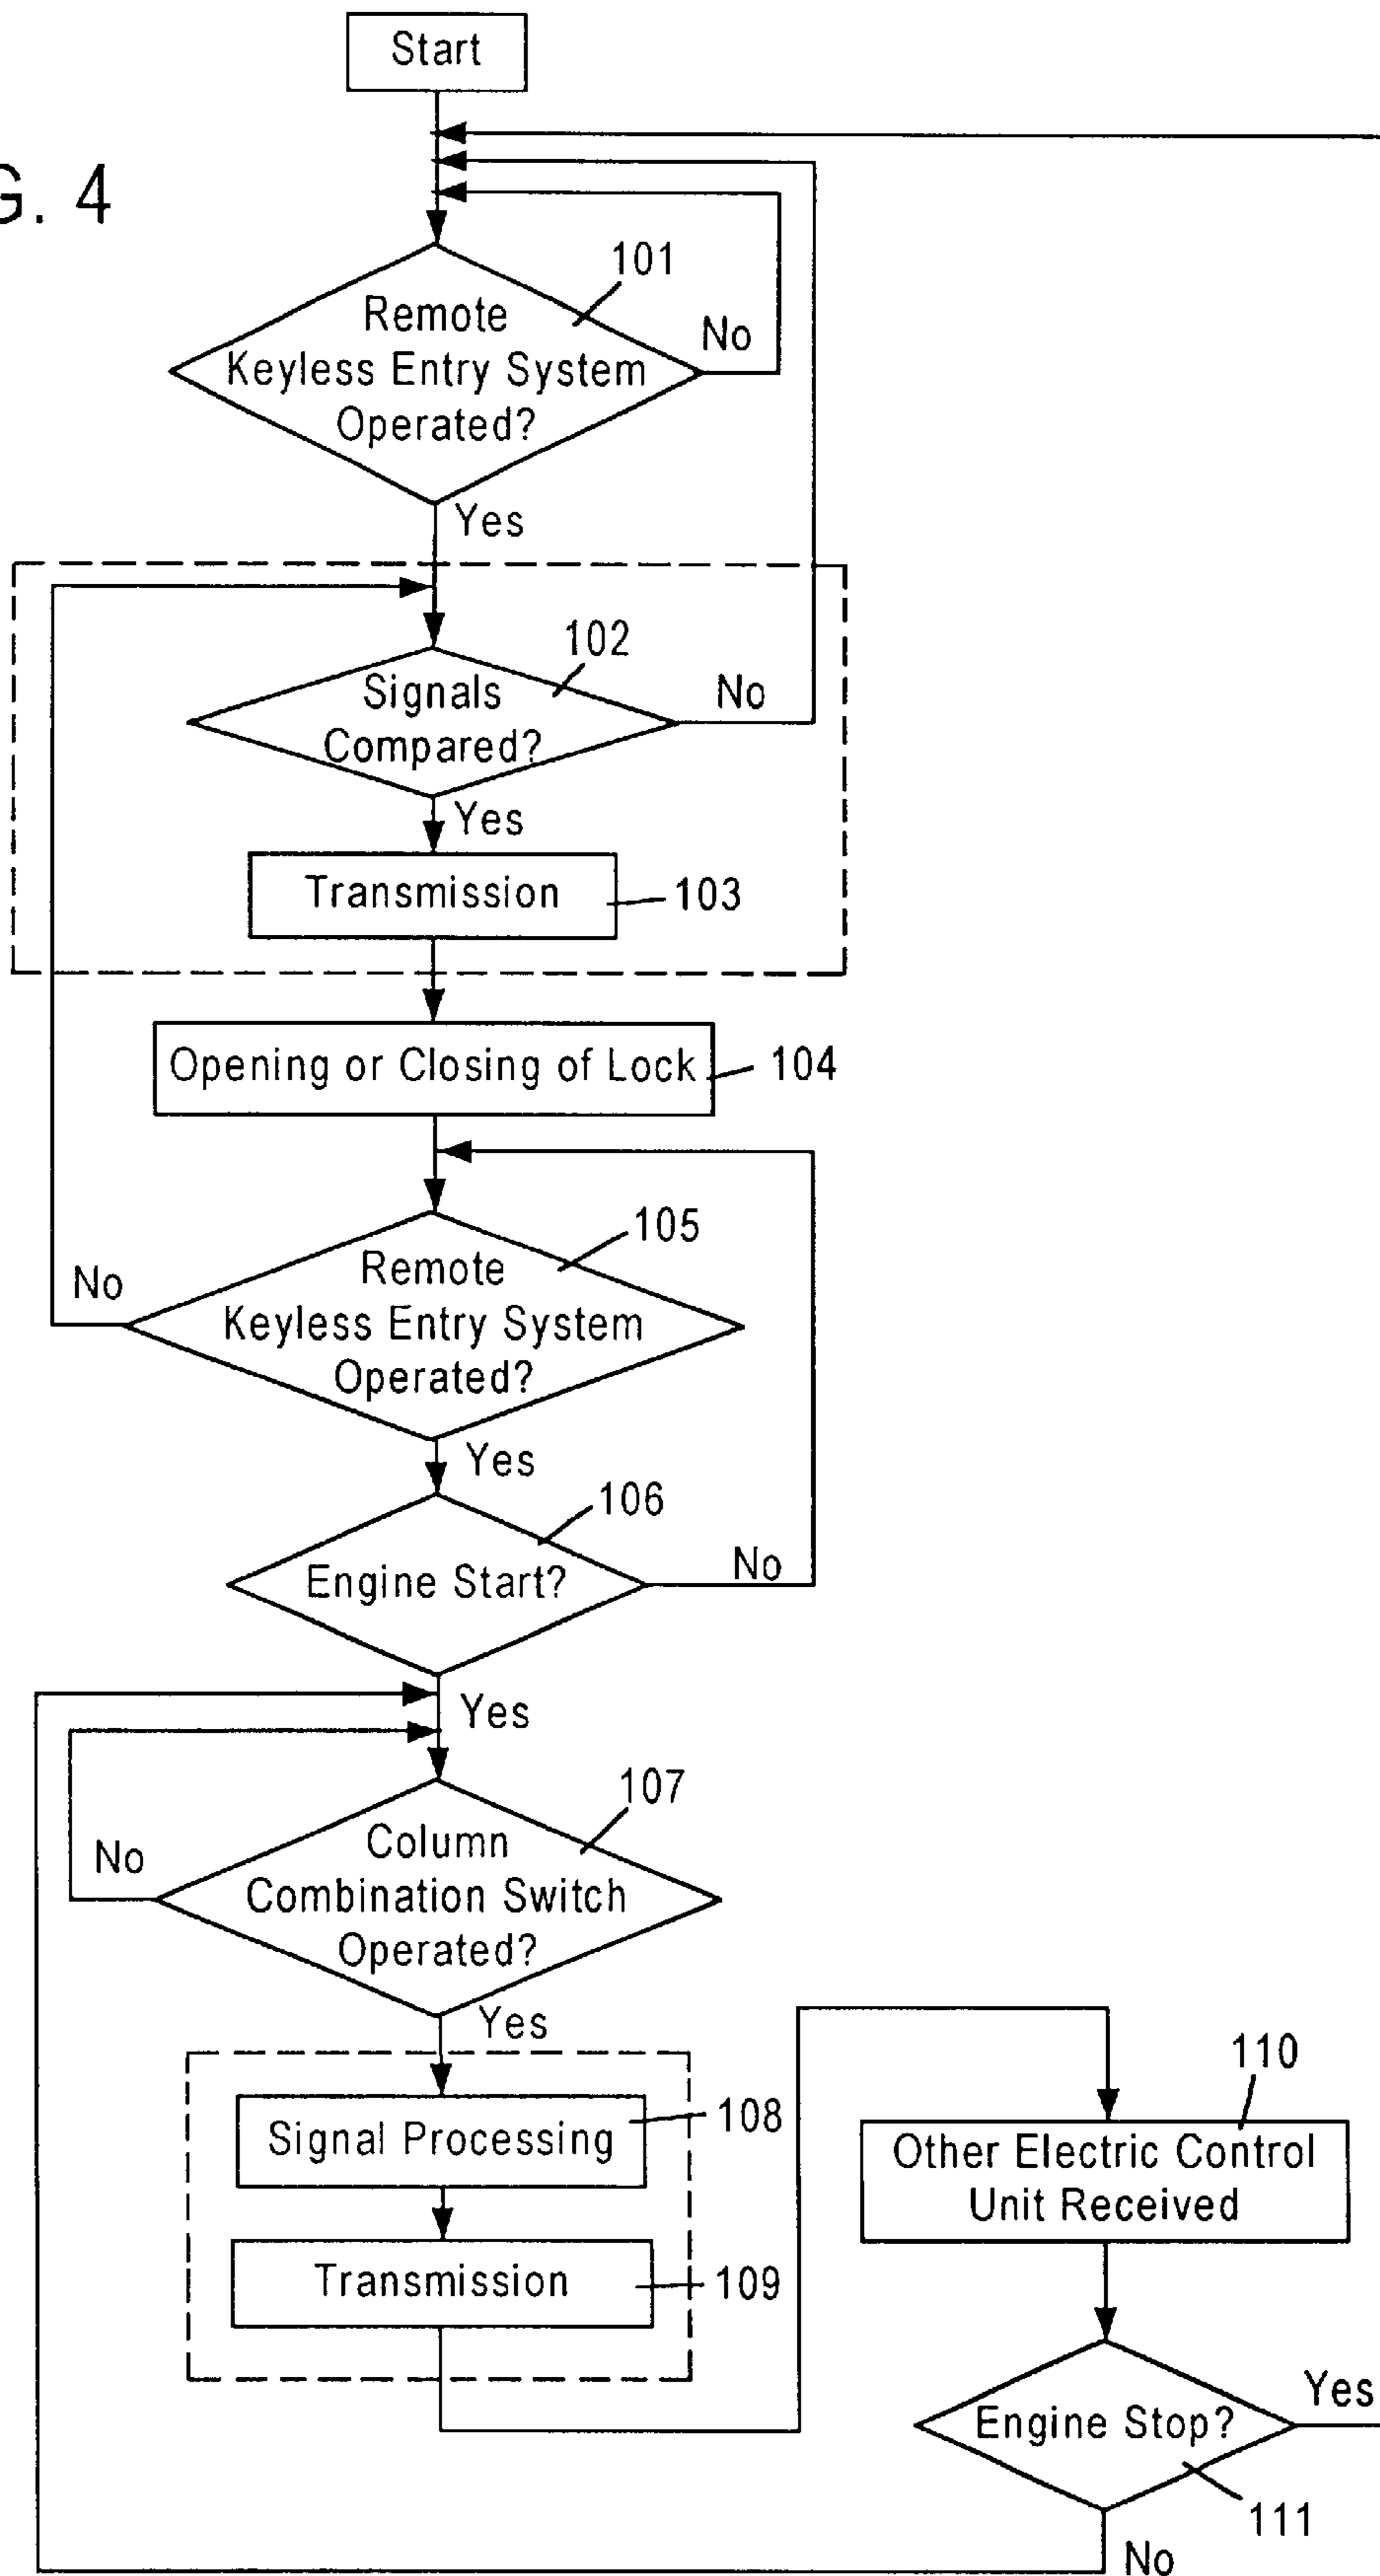 Start
G. 4
101
Remote
Keyless Entry System
Operated?
No
Yes
102
Signals
Compared?
No
Yes
Transmission
103
Opening or Closing of Lock
104
105
Remote
Keyless Entry System
Operated?
No
Yes
106
Engine Start?
No
Yes
107
Column
Combination Switch
Operated?
No
Yes
Signal Processing
108
Transmission
109
110
Other Electric Control
Unit Received
Engine Stop?
Yes
111
No